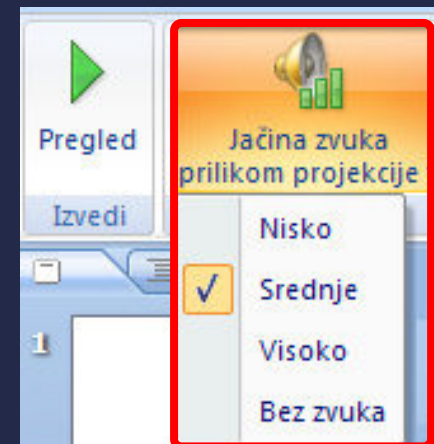 Pregled
Jačina zvuka
prilikom projekcije
Izvedi
Nisko
Srednje
Visoko
Bez zvuka
1